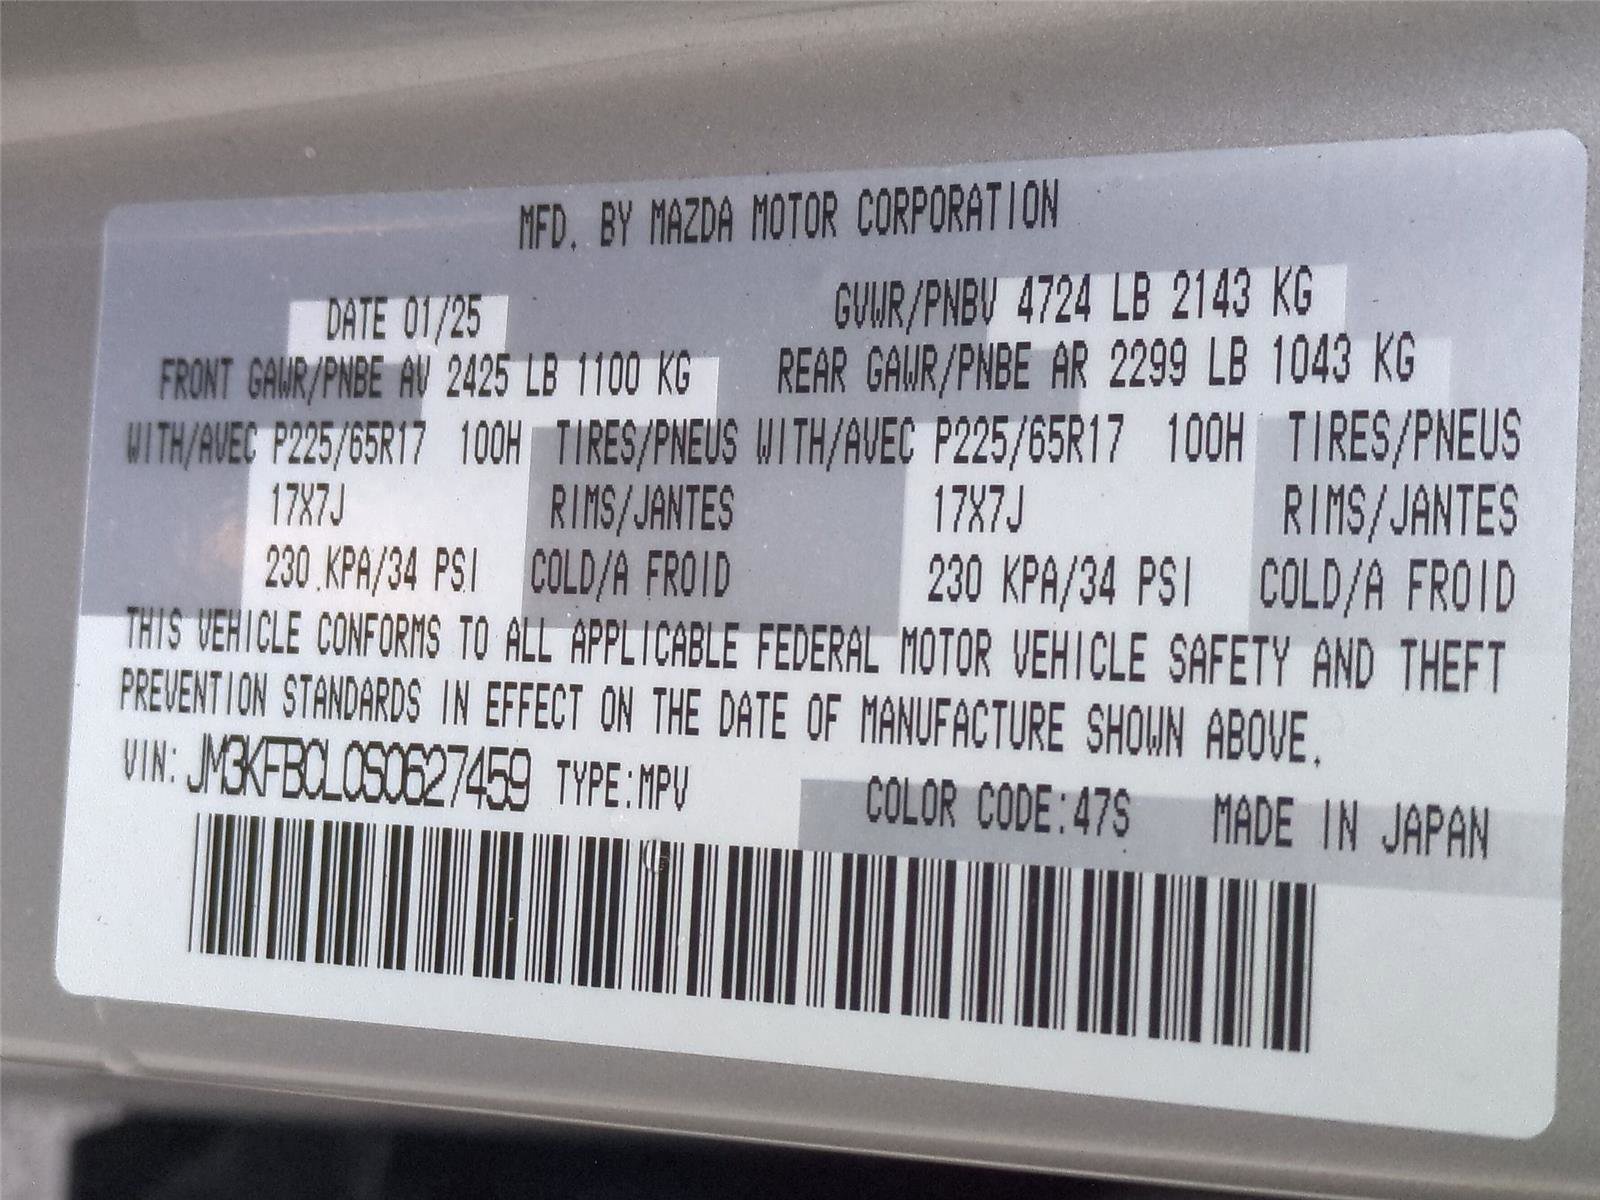 MFD. BY MAZDA MOTOR CORPORATION
DATE 01/25 GVWR/PNBV 4724 LB 2143 KG
FRONT GAWR/PNBE AV 2425 LB 1100 KG REAR GAWR/PNBE AR 2299 LB 1043 KG
WITH/AVEC P225/65R17 100H TIRES/PNEUS WITH/AVEC P225/65R17 100H TIRES/PNEUS
17X7J RIMS/JANTES 17X7J RIMS/JANTES
230 KPA/34 PSI COLD/A FROID 230 KPA/34 PSI COLD/A FROID
THIS VEHICLE CONFORMS TO ALL APPLICABLE FEDERAL MOTOR VEHICLE SAFETY AND THEFT
PREVENTION STANDARDS IN EFFECT ON THE DATE OF MANUFACTURE SHOWN ABOVE.
VIN: JM3KFBCL0S0627459 TYPE:MPV COLOR CODE:47S MADE IN JAPAN